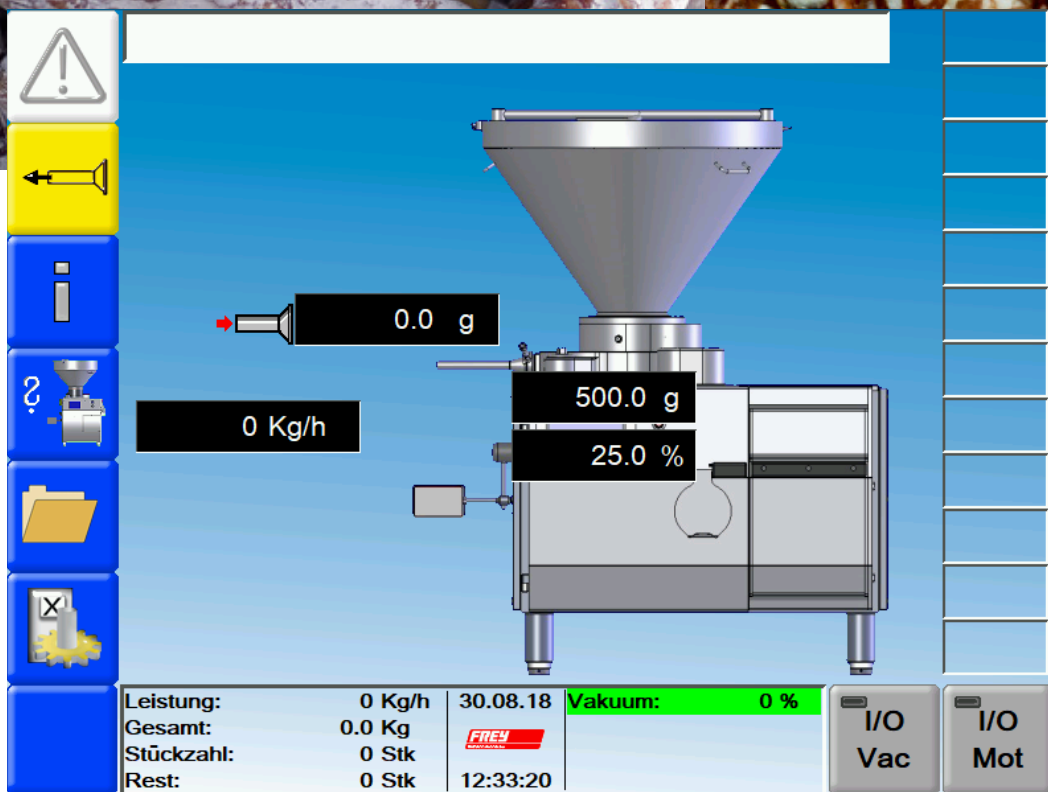 0.0 g
500.0 g
0 Kg/h
25.0 %
X
Leistung: 0 Kg/h
Gesamt: 0.0 Kg
Stückzahl: 0 Stk
Rest: 0 Stk
30.08.18
FREY
12:33:20
Vakuum: 0 %
I/O
Vac
I/O
Mot